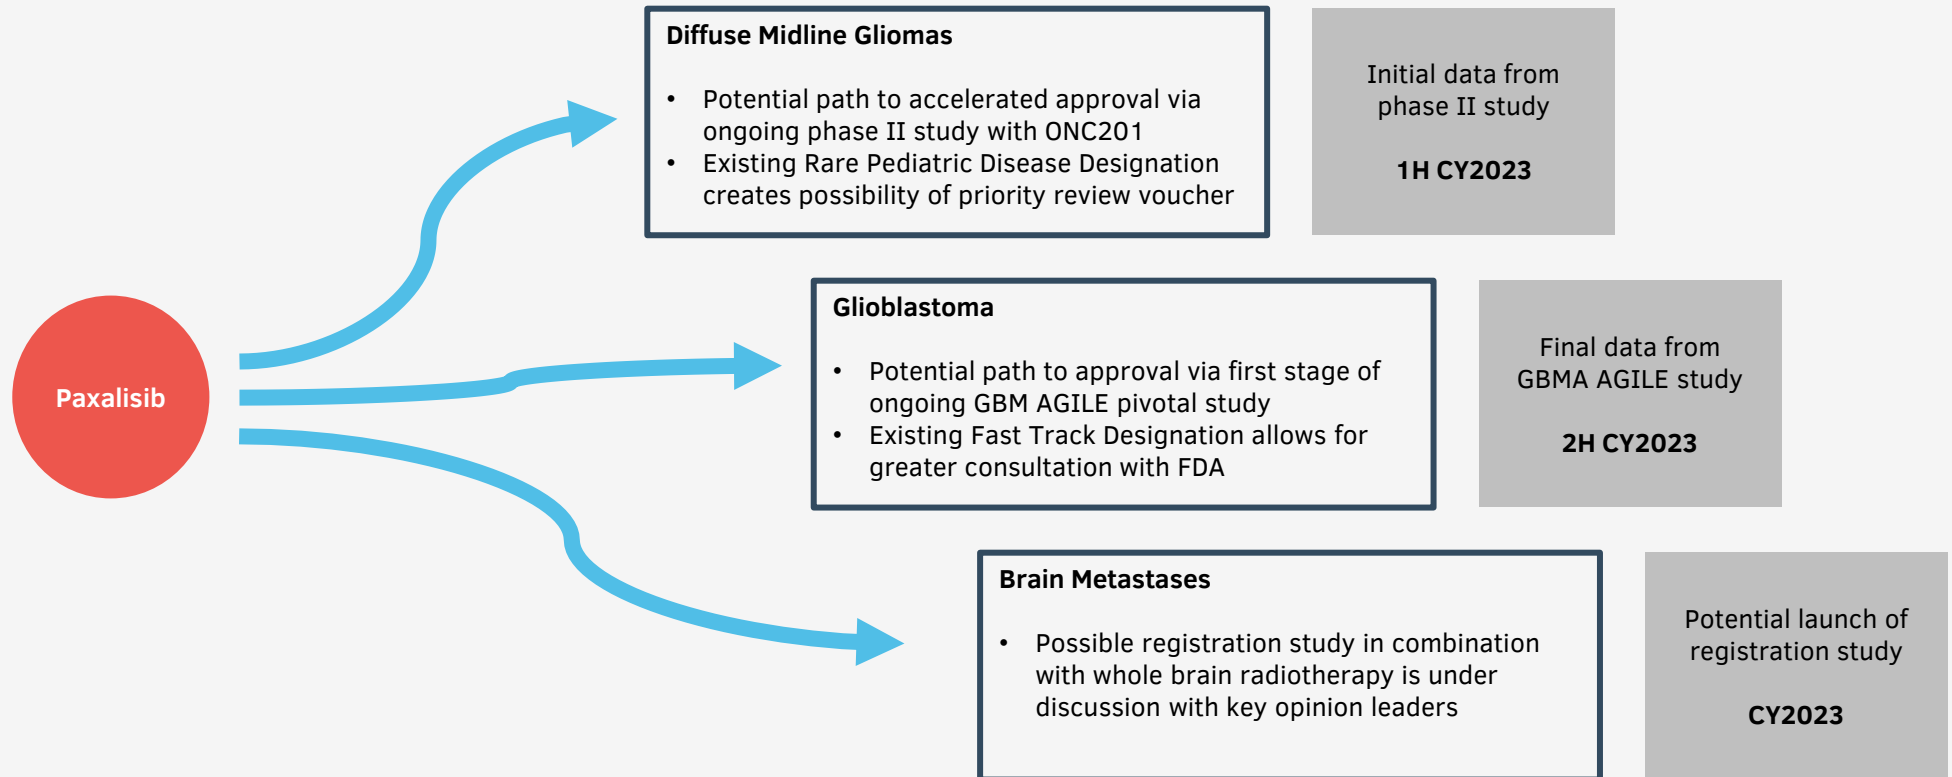 Paxalisib
Diffuse Midline Gliomas
• Potential path to accelerated approval via
ongoing phase II study with ONC201
• Existing Rare Pediatric Disease Designation
creates possibility of priority review voucher
Initial data from
phase II study
1H CY2023
Glioblastoma
• Potential path to approval via first stage of
ongoing GBM AGILE pivotal study
• Existing Fast Track Designation allows for
greater consultation with FDA
Final data from
GBMA AGILE study
2H CY2023
Brain Metastases
• Possible registration study in combination
with whole brain radiotherapy is under
discussion with key opinion leaders
Potential launch of
registration study
CY2023